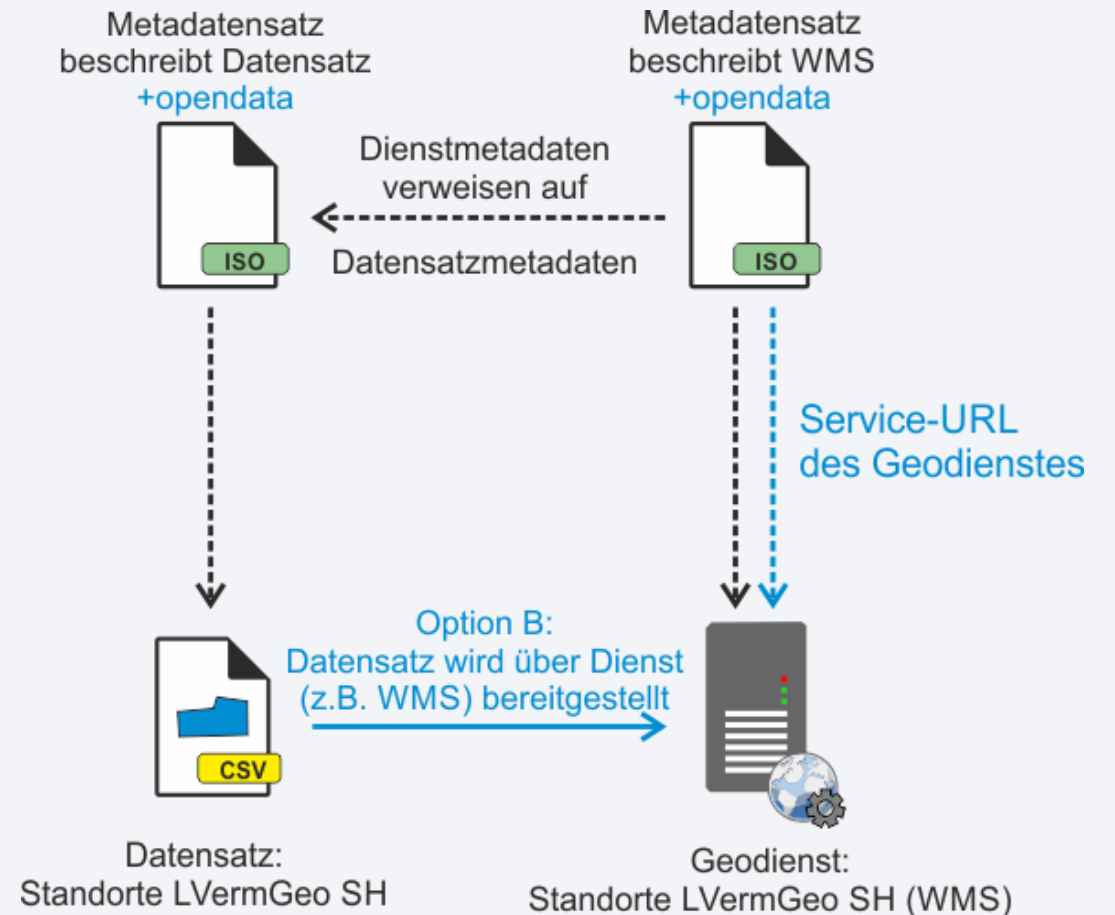 Metadatensatz
beschreibt Datensatz
+opendata
Metadatensatz
beschreibt WMS
+opendata
Dienstmetadaten
verweisen auf
Datensatzmetadaten
ISO
ISO
Service-URL
des Geodienstes
Option B:
Datensatz wird über Dienst
(z.B. WMS) bereitgestellt
CSV
Datensatz:
Standorte LVermGeo SH
Geodienst:
Standorte LVermGeo SH (WMS)